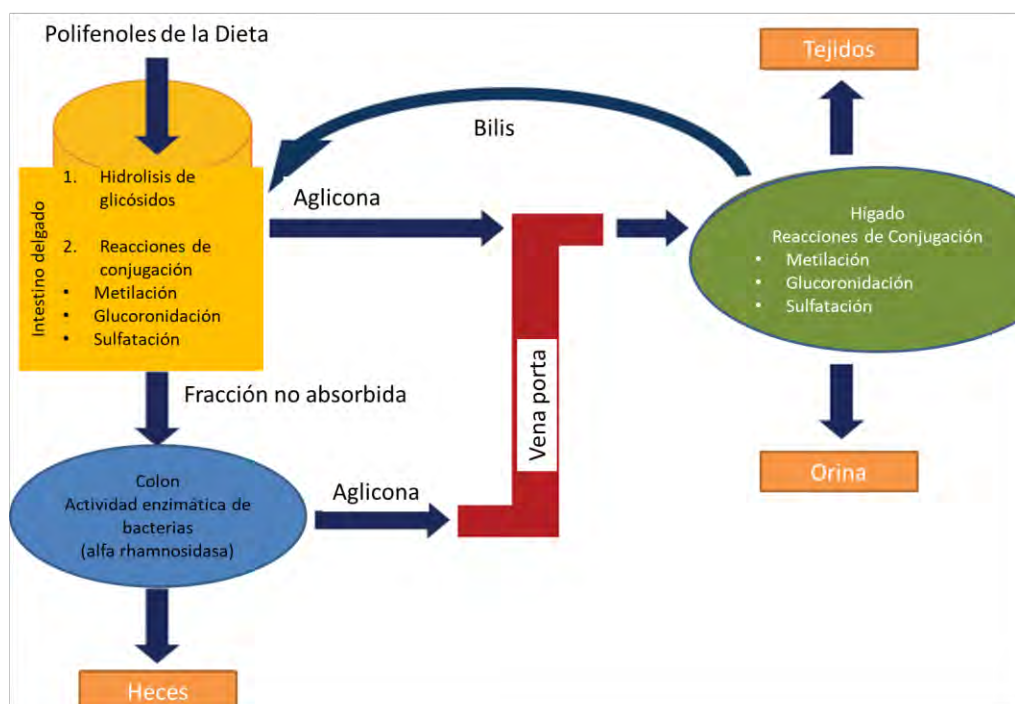 Polifenoles de la Dieta
Intestino delgado
1. Hidrolisis de
glicósidos
2. Reacciones de
conjugación
• Metilación
• Glucoronidación
• Sulfatación
Fracción no absorbida
Colon
Actividad enzimática de
bacterias
(alfa rhamnosidasa)
Heces
Bilis
Aglicona
Aglicona
Vena porta
Tejidos
Hígado
Reacciones de Conjugación
• Metilación
• Glucoronidación
• Sulfatación
Orina